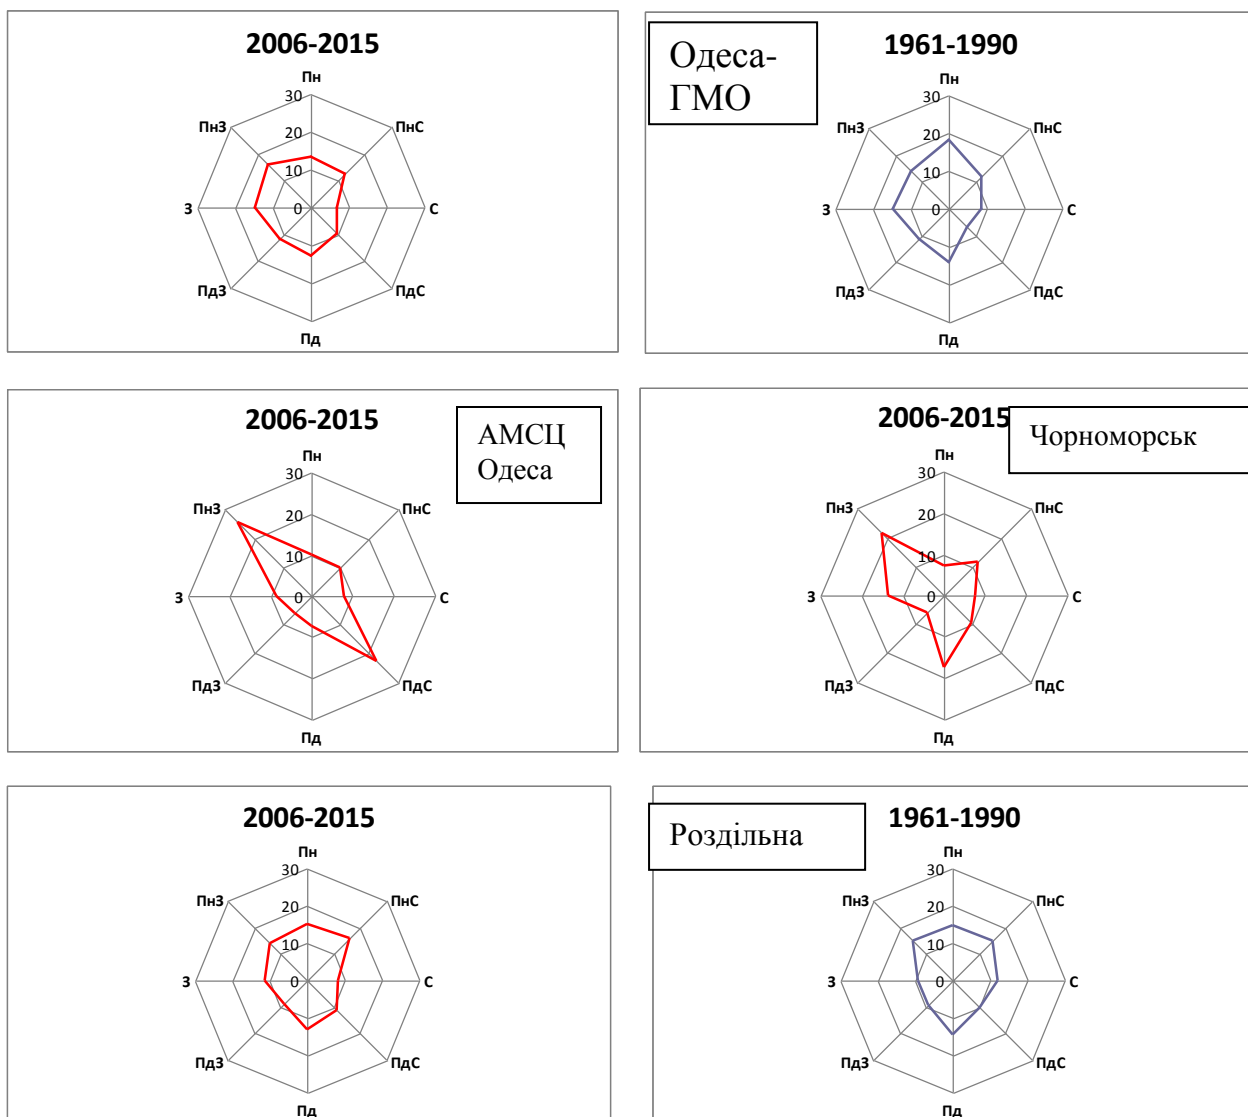 2006-2015
Пн
30
ПнЗ
ПнС
20
10
З
0
С
ПдЗ
ПдС
Пд
Одеса-
ГМО
1961-1990
Пн
30
ПнЗ
ПнС
20
10
З
0
С
ПдЗ
ПдС
Пд
2006-2015
АМСЦ
Одеса
Пн
30
ПнЗ
ПнС
20
10
З
0
С
ПдЗ
ПдС
Пд
2006-2015
Чорноморськ
Пн
30
ПнЗ
ПнС
20
10
З
0
С
ПдЗ
ПдС
Пд
2006-2015
Пн
30
ПнЗ
ПнС
20
10
З
0
С
ПдЗ
ПдС
Пд
Роздільна
1961-1990
Пн
30
ПнЗ
ПнС
20
10
З
0
С
ПдЗ
ПдС
Пд